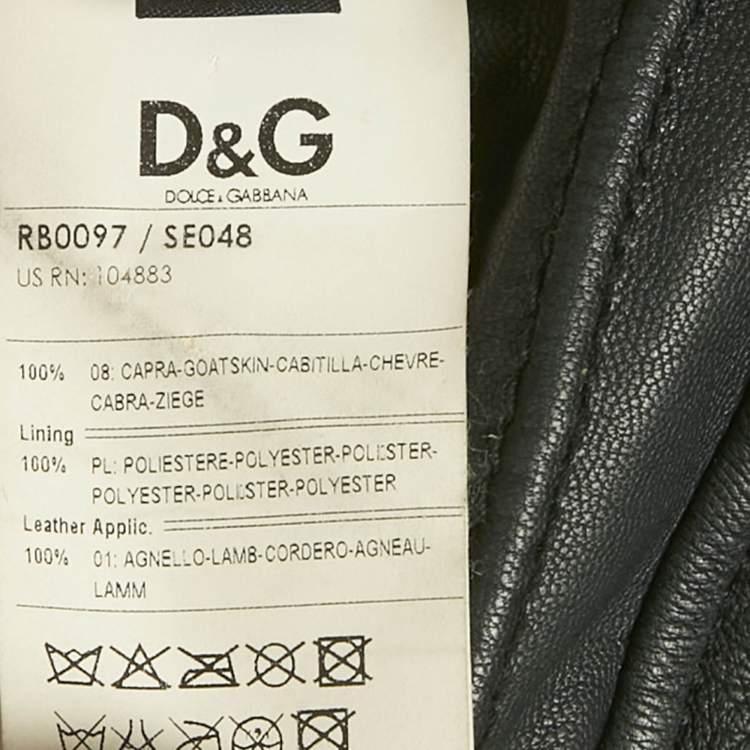 D&G
DOLCE & GABBANA
RB0097 / SE048
US RN: 104883
100% 08: CAPRA-GOATSKIN-CABITILLA-CHEVRE-
CABRA-ZIEGE
Lining
100% PL: POLIESTERE-POLYESTER-POLIESTER-
POLYESTER-POLIESTER-POLYESTER
Leather Applic.
100% 01: AGNELLO-LAMB-CORDERO-AGNEAU-
LAMM